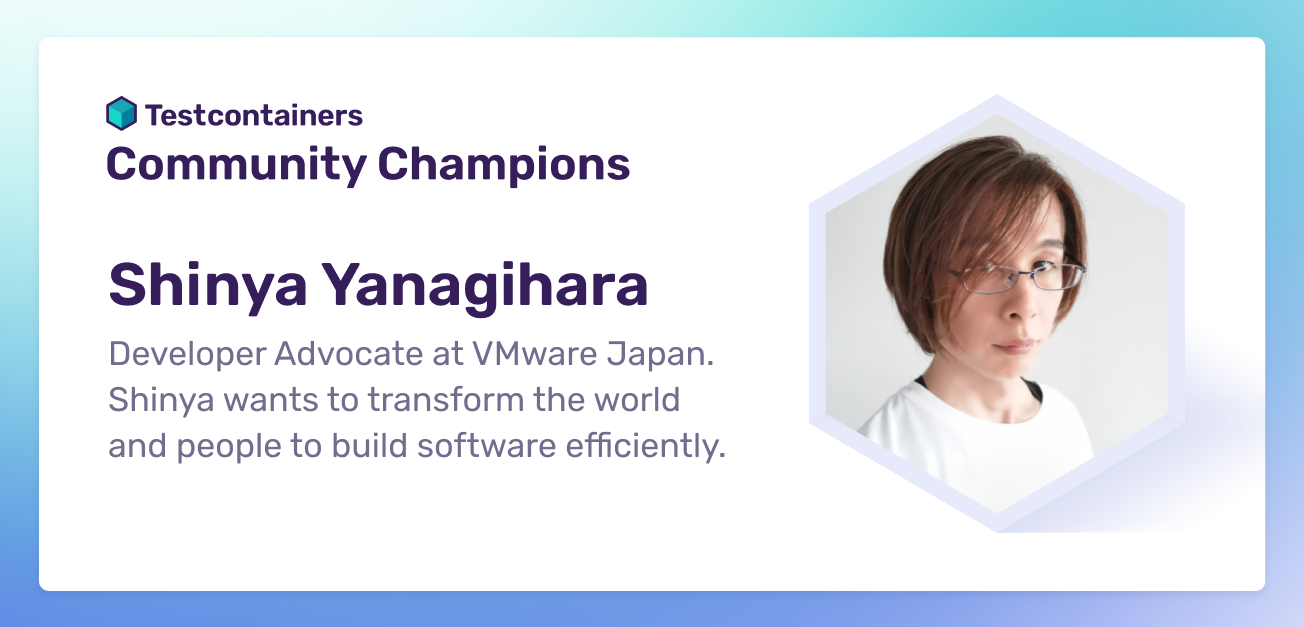 Testcontainers
Community Champions
Shinya Yanagihara
Developer Advocate at VMware Japan.
Shinya wants to transform the world
and people to build software efficiently.